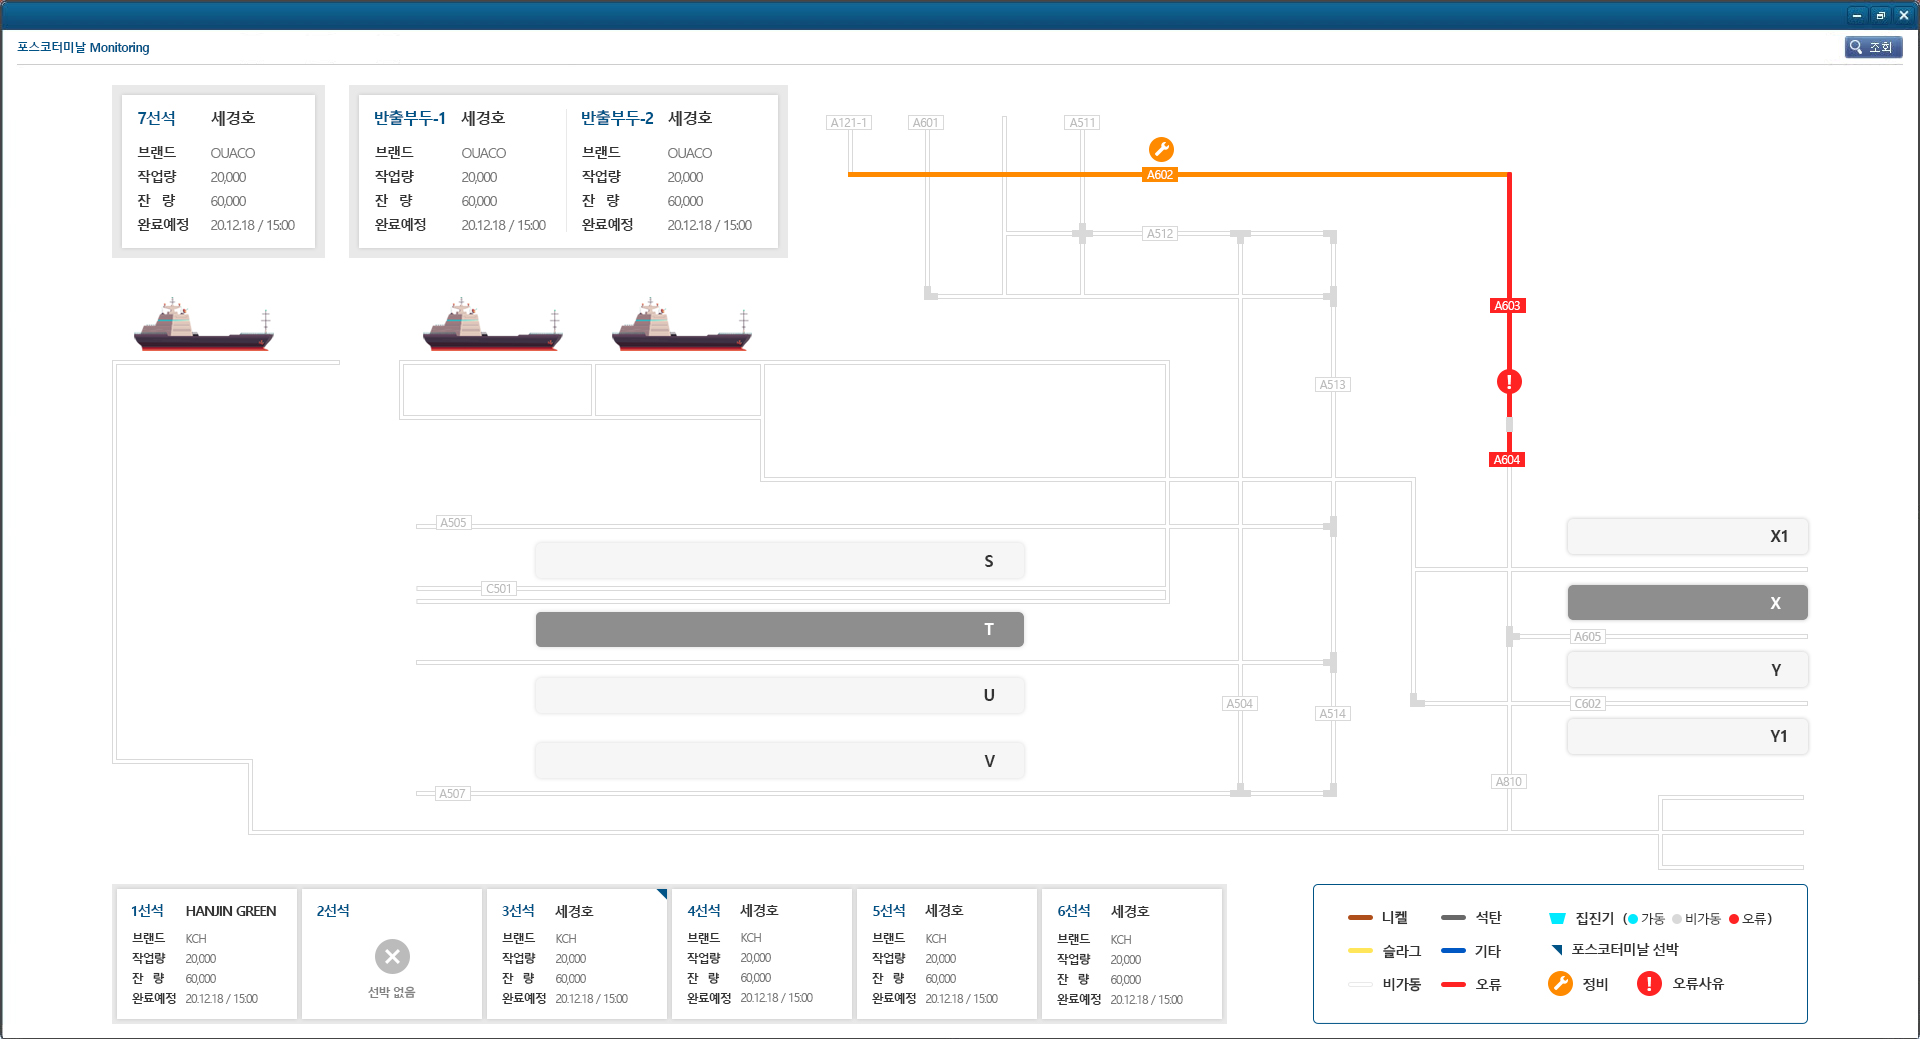 포스코터미날 Monitoring
조회
7선석 세경호
브랜드 OUACO
작업량 20,000
잔 량 60,000
완료예정 20.12.18 / 15:00
반출부두-1 세경호
브랜드 OUACO
작업량 20,000
잔 량 60,000
완료예정 20.12.18 / 15:00
반출부두-2 세경호
브랜드 OUACO
작업량 20,000
잔 량 60,000
완료예정 20.12.18 / 15:00
A121-1
A601
A511
A602
A512
A603
A513
A604
A505
X1
S
C501
X
T
A605
Y
U
A504
C602
A514
Y1
V
A810
A507
1선석 HANJIN GREEN
브랜드 KCH
작업량 20,000
잔 량 60,000
완료예정 20.12.18 / 15:00
2선석
선박 없음
3선석 세경호
브랜드 KCH
작업량 20,000
잔 량 60,000
완료예정 20.12.18 / 15:00
4선석 세경호
브랜드 KCH
작업량 20,000
잔 량 60,000
완료예정 20.12.18 / 15:00
5선석 세경호
브랜드 KCH
작업량 20,000
잔 량 60,000
완료예정 20.12.18 / 15:00
6선석 세경호
브랜드 KCH
작업량 20,000
잔 량 60,000
완료예정 20.12.18 / 15:00
니켈 석탄 집진기 (가동 비가동 오류)
슬라그 기타 포스코터미날 선박
비가동 오류 정비 오류사유